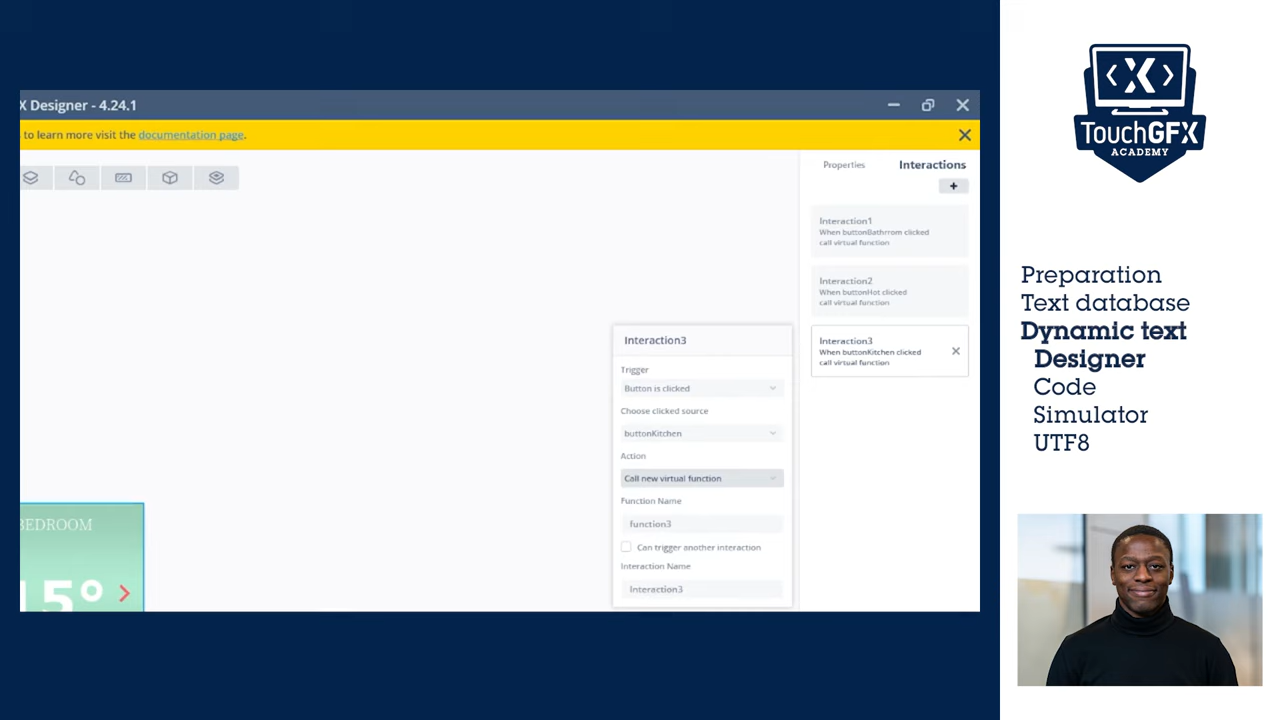 X Designer - 4.24.1
to learn more visit the documentation page.
Properties
Interactions
+
Interaction1
When buttonBathrrom clicked
call virtual function
Interaction2
When buttonHot clicked
call virtual function
Interaction3
When buttonKitchen clicked
call virtual function
Interaction3
Trigger
Button is clicked
Choose clicked source
buttonKitchen
Action
Call new virtual function
Function Name
function3
Can trigger another interaction
Interaction Name
Interaction3
BEDROOM
15°
TouchGFX
ACADEMY
Preparation
Text database
Dynamic text
Designer
Code
Simulator
UTF8